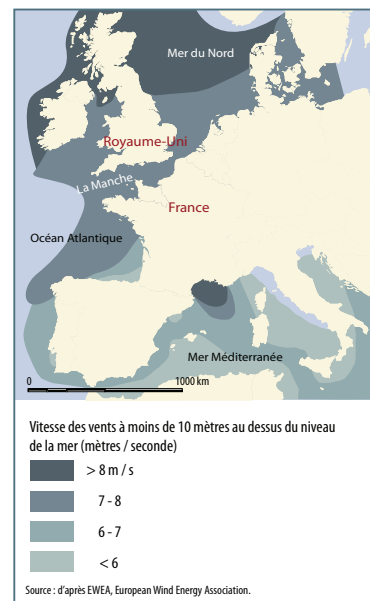 Mer du Nord
Royaume-Uni
La Manche
France
Océan Atlantique
Mer Méditerranée
0 1000 km
Vitesse des vents à moins de 10 mètres au dessus du niveau
de la mer (mètres / seconde)
> 8 m / s
7 - 8
6 - 7
< 6
Source : d'après EWEA, European Wind Energy Association.